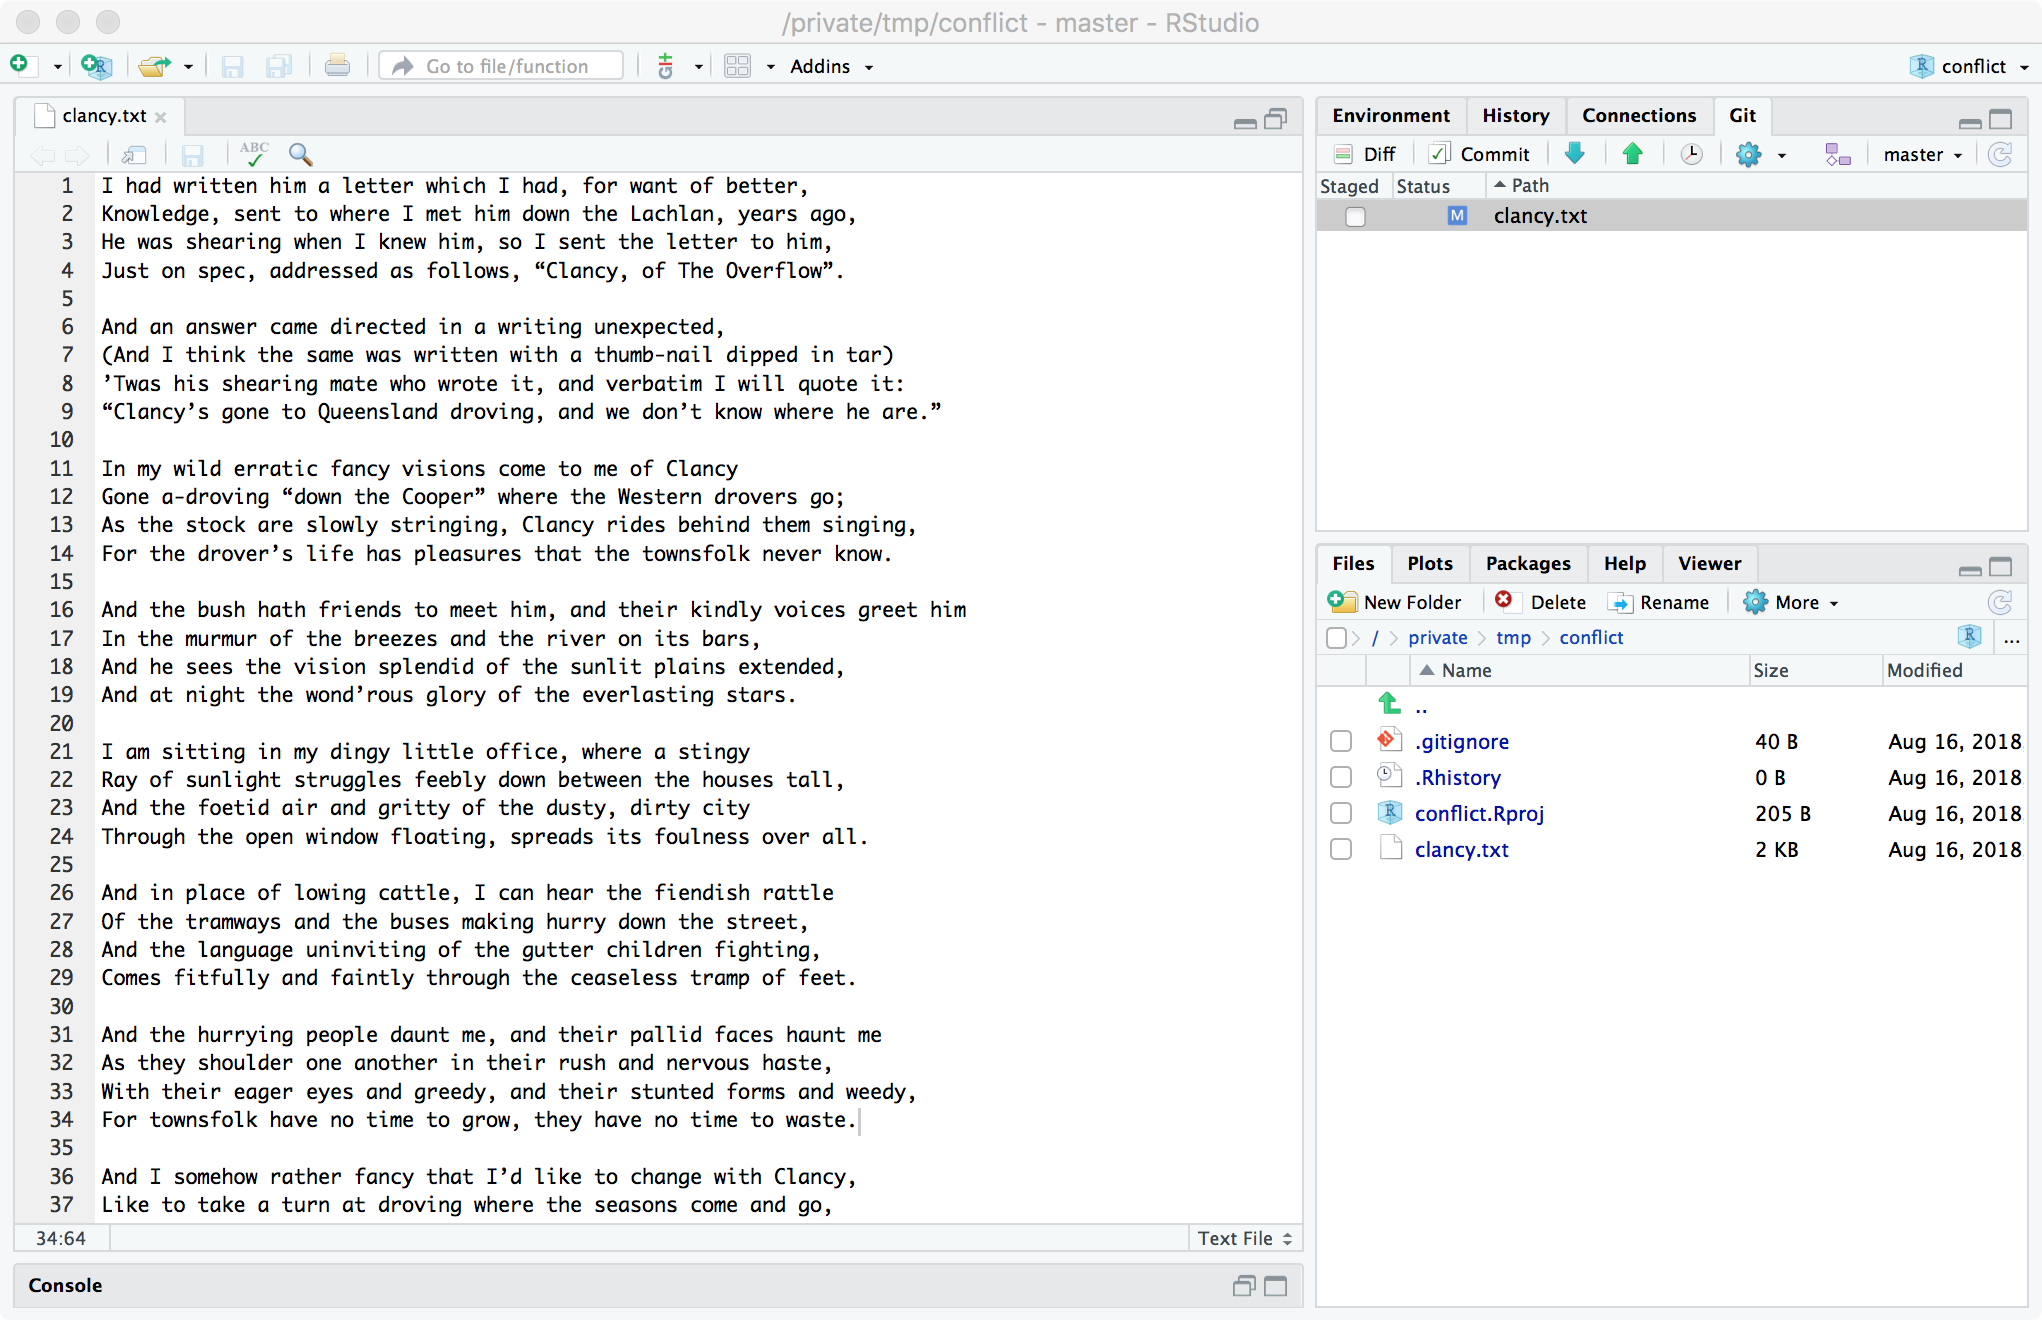 /private/tmp/conflict - master - RStudio
Go to file/function
Addins
conflict
clancy.txt
ABC
1 I had written him a letter which I had, for want of better,
2 Knowledge, sent to where I met him down the Lachlan, years ago,
3 He was shearing when I knew him, so I sent the letter to him,
4 Just on spec, addressed as follows, “Clancy, of The Overflow”.
5
6 And an answer came directed in a writing unexpected,
7 (And I think the same was written with a thumb-nail dipped in tar)
8 ’Twas his shearing mate who wrote it, and verbatim I will quote it:
9 “Clancy’s gone to Queensland droving, and we don’t know where he are.”
10
11 In my wild erratic fancy visions come to me of Clancy
12 Gone a-droving “down the Cooper” where the Western drovers go;
13 As the stock are slowly stringing, Clancy rides behind them singing,
14 For the drover’s life has pleasures that the townsfolk never know.
15
16 And the bush hath friends to meet him, and their kindly voices greet him
17 In the murmur of the breezes and the river on its bars,
18 And he sees the vision splendid of the sunlit plains extended,
19 And at night the wond’rous glory of the everlasting stars.
20
21 I am sitting in my dingy little office, where a stingy
22 Ray of sunlight struggles feebly down between the houses tall,
23 And the foetid air and gritty of the dusty, dirty city
24 Through the open window floating, spreads its foulness over all.
25
26 And in place of lowing cattle, I can hear the fiendish rattle
27 Of the tramways and the buses making hurry down the street,
28 And the language uninviting of the gutter children fighting,
29 Comes fitfully and faintly through the ceaseless tramp of feet.
30
31 And the hurrying people daunt me, and their pallid faces haunt me
32 As they shoulder one another in their rush and nervous haste,
33 With their eager eyes and greedy, and their stunted forms and weedy,
34 For townsfolk have no time to grow, they have no time to waste.
35
36 And I somehow rather fancy that I’d like to change with Clancy,
37 Like to take a turn at droving where the seasons come and go,
34:64
Text File
Console
Environment History Connections Git
Diff Commit master
Staged Status Path
M clancy.txt
Files Plots Packages Help Viewer
New Folder Delete Rename More
/ private tmp conflict ...
Name Size Modified
..
.gitignore 40 B Aug 16, 2018
.Rhistory 0 B Aug 16, 2018
conflict.Rproj 205 B Aug 16, 2018
clancy.txt 2 KB Aug 16, 2018